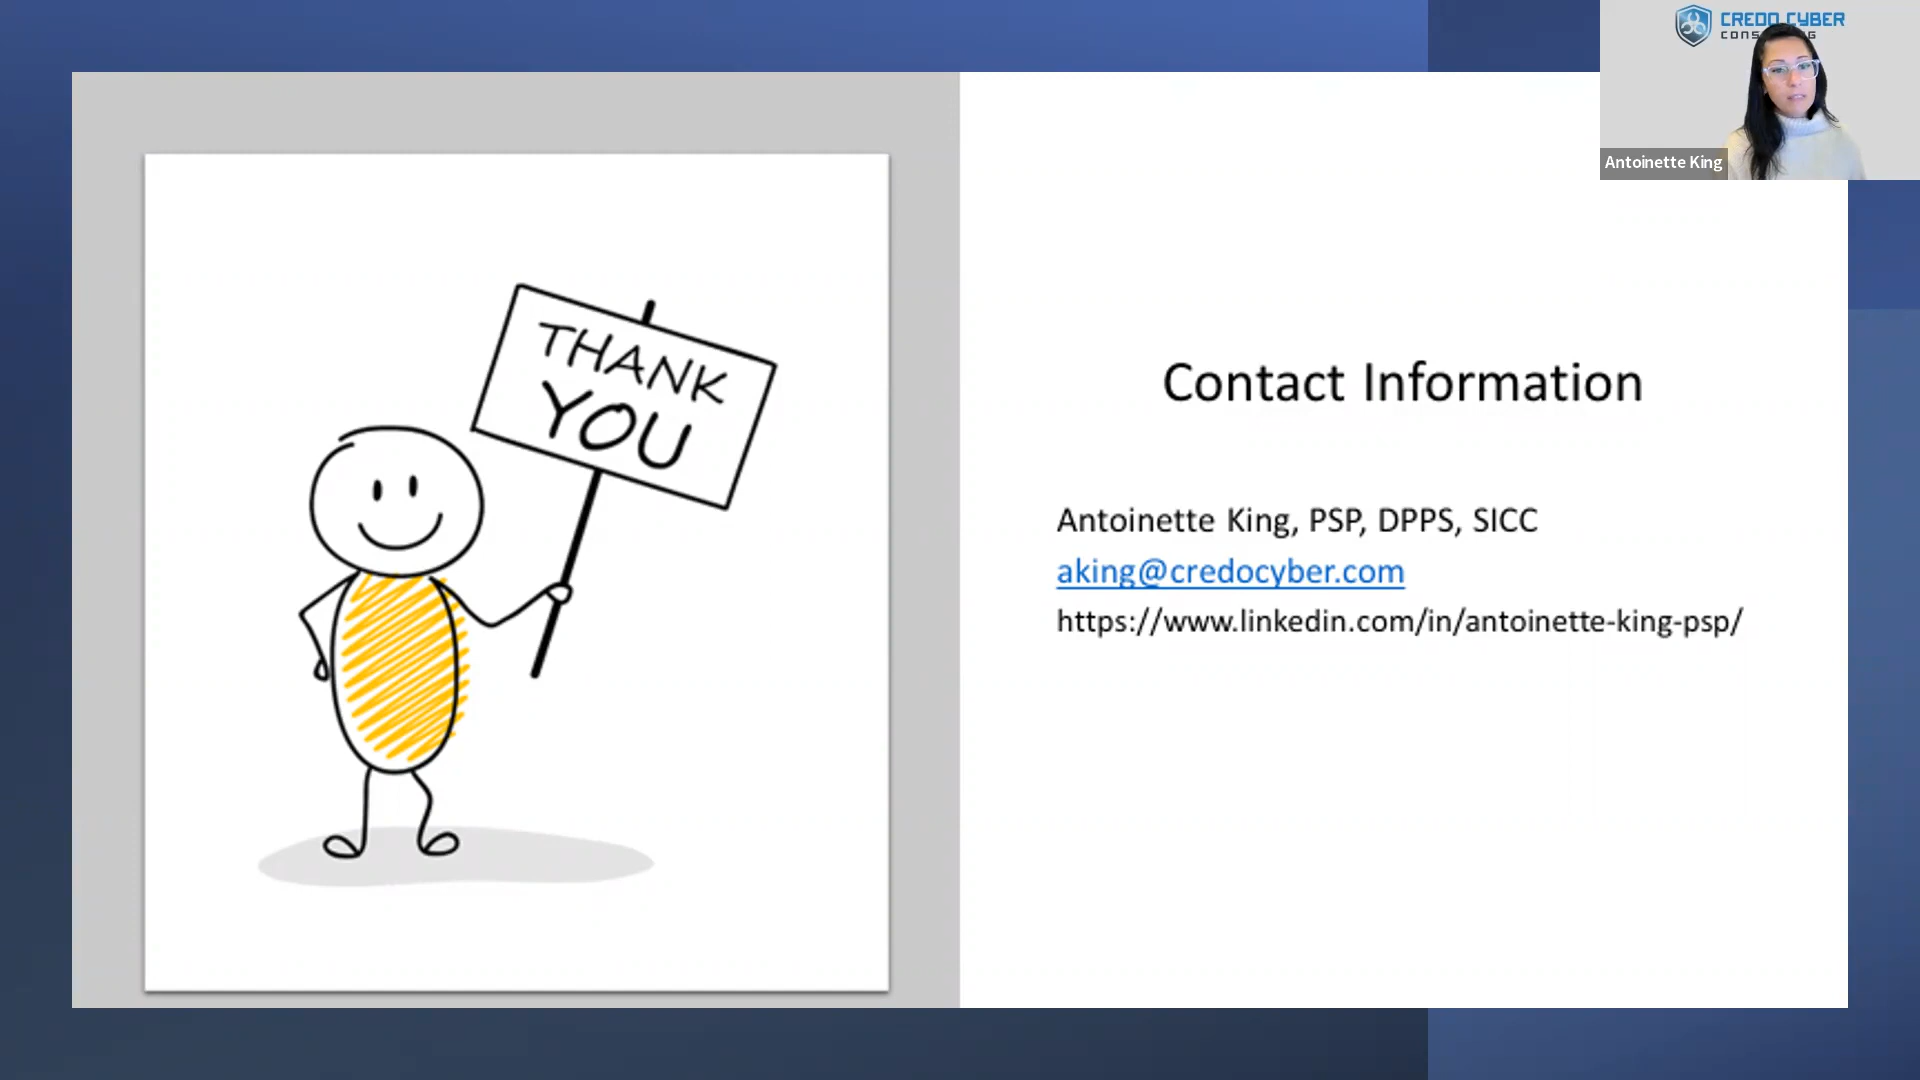 CREDO CYBER
Antoinette King
THANK
YOU
Contact Information
Antoinette King, PSP, DPPS, SICC
aking@credocyber.com
https://www.linkedin.com/in/antoinette-king-psp/